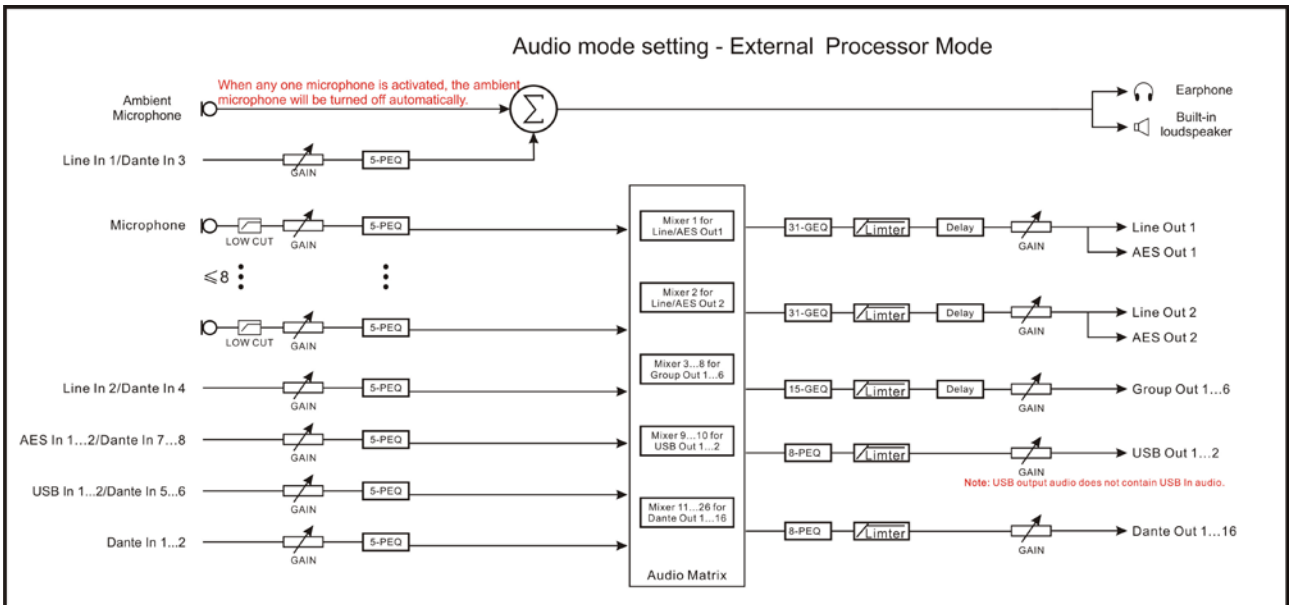 Audio mode setting - External Processor Mode
When any one microphone is activated, the ambient
microphone will be turned off automatically.
Ambient
Microphone
Σ
Earphone
Built-in
loudspeaker
Line In 1/Dante In 3
GAIN
5-PEQ
Microphone
LOW CUT
GAIN
5-PEQ
Mixer 1 for
Line/AES Out1
31-GEQ
Limter
Delay
GAIN
Line Out 1
AES Out 1
≤8
LOW CUT
GAIN
5-PEQ
Mixer 2 for
Line/AES Out 2
31-GEQ
Limter
Delay
GAIN
Line Out 2
AES Out 2
Line In 2/Dante In 4
GAIN
5-PEQ
Mixer 3...8 for
Group Out 1...6
15-GEQ
Limter
Delay
GAIN
Group Out 1...6
AES In 1...2/Dante In 7...8
GAIN
5-PEQ
Mixer 9...10 for
USB Out 1...2
8-PEQ
Limter
GAIN
USB Out 1...2
Note: USB output audio does not contain USB In audio.
USB In 1...2/Dante In 5...6
GAIN
5-PEQ
Mixer 11...26 for
Dante Out 1...16
8-PEQ
Limter
GAIN
Dante Out 1...16
Dante In 1...2
GAIN
5-PEQ
Audio Matrix